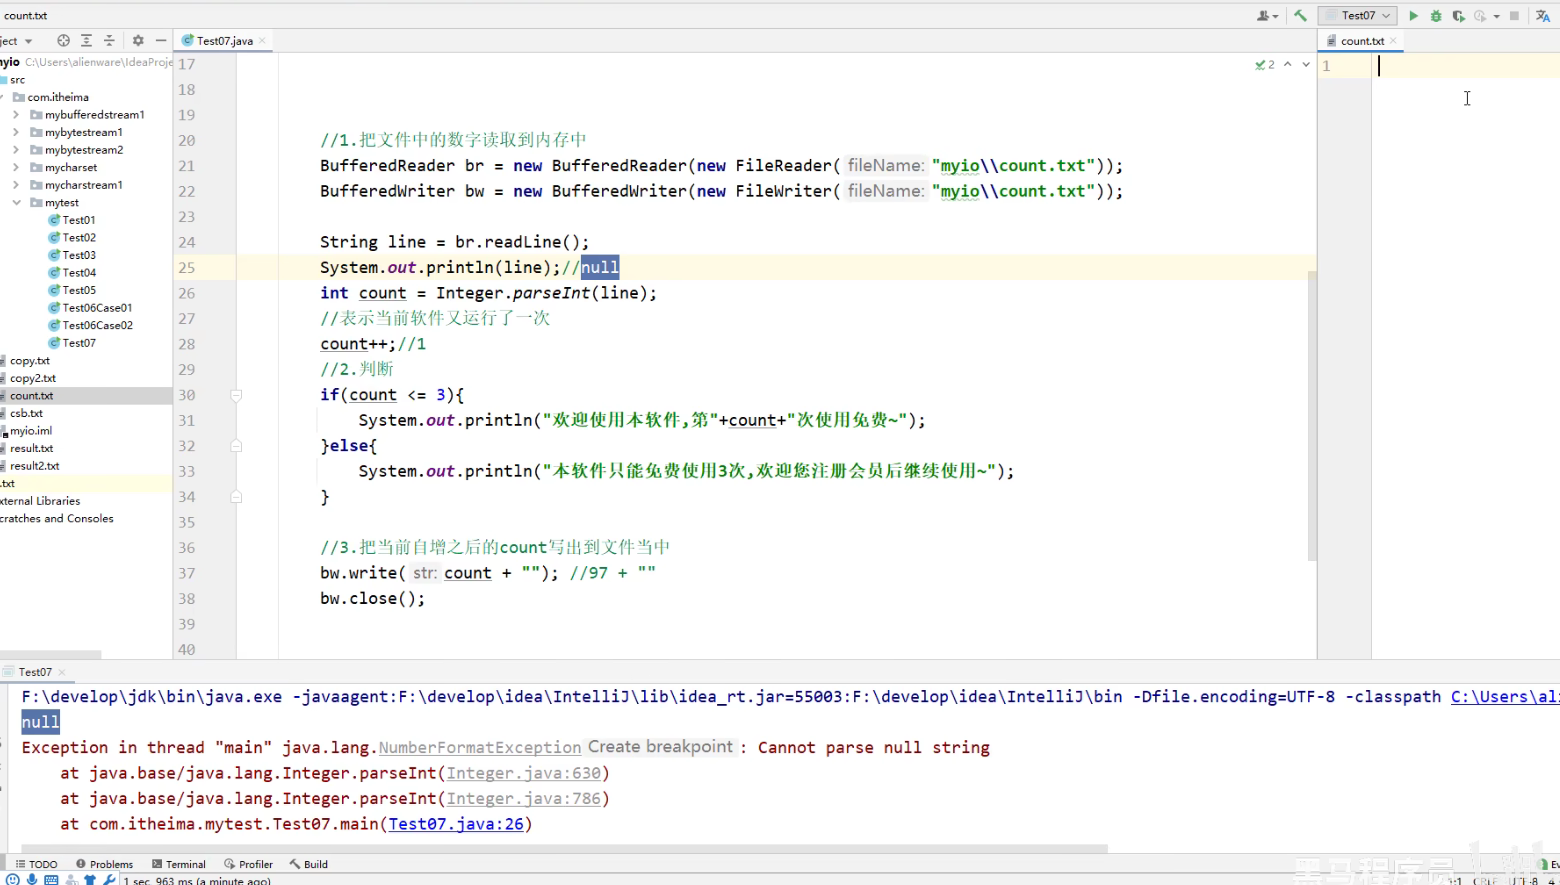 count.txt
Test07
ject
Test07.java
count.txt
myio C:\Users\alienware\IdeaProje
src
com.itheima
mybufferedstream1
mybytestream1
mybytestream2
mycharset
mycharstream1
mytest
Test01
Test02
Test03
Test04
Test05
Test06Case01
Test06Case02
Test07
copy.txt
copy2.txt
count.txt
csb.txt
myio.iml
result.txt
result2.txt
.txt
xternal Libraries
cratches and Consoles
2
1
17
18
19
20 //1.把文件中的数字读取到内存中
21 BufferedReader br = new BufferedReader(new FileReader( fileName: "myio\\count.txt"));
22 BufferedWriter bw = new BufferedWriter(new FileWriter( fileName: "myio\\count.txt"));
23
24 String line = br.readLine();
25 System.out.println(line);//null
26 int count = Integer.parseInt(line);
27 //表示当前软件又运行了一次
28 count++;//1
29 //2.判断
30 if(count <= 3){
31 System.out.println("欢迎使用本软件,第"+count+"次使用免费~");
32 }else{
33 System.out.println("本软件只能免费使用3次,欢迎您注册会员后继续使用~");
34 }
35
36 //3.把当前自增之后的count写出到文件当中
37 bw.write( str: count + ""); //97 + ""
38 bw.close();
39
40
Test07
F:\develop\jdk\bin\java.exe -javaagent:F:\develop\idea\IntelliJ\lib\idea_rt.jar=55003:F:\develop\idea\IntelliJ\bin -Dfile.encoding=UTF-8 -classpath C:\Users\ali
null
Exception in thread "main" java.lang.NumberFormatException Create breakpoint : Cannot parse null string
at java.base/java.lang.Integer.parseInt(Integer.java:630)
at java.base/java.lang.Integer.parseInt(Integer.java:786)
at com.itheima.mytest.Test07.main(Test07.java:26)
TODO Problems Terminal Profiler Build Ev
1 sec, 963 ms (a minute ago) 1:1 CRLF UTF-8 4
黑马程序员